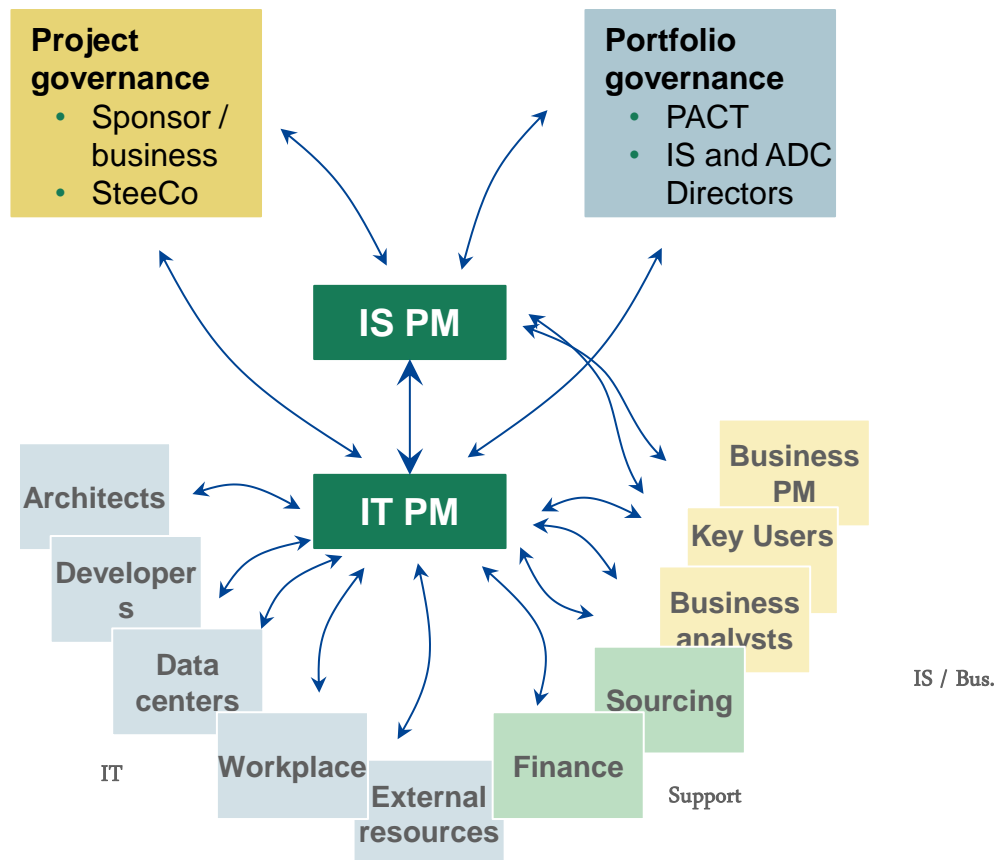 Project
governance
• Sponsor /
business
• SteeCo
Portfolio
governance
• PACT
• IS and ADC
Directors
IS PM
IT PM
Architects
Developer
s
Data
centers
Workplace
External
resources
Finance
Sourcing
Business
analysts
Key Users
Business
PM
IT
Support
IS / Bus.